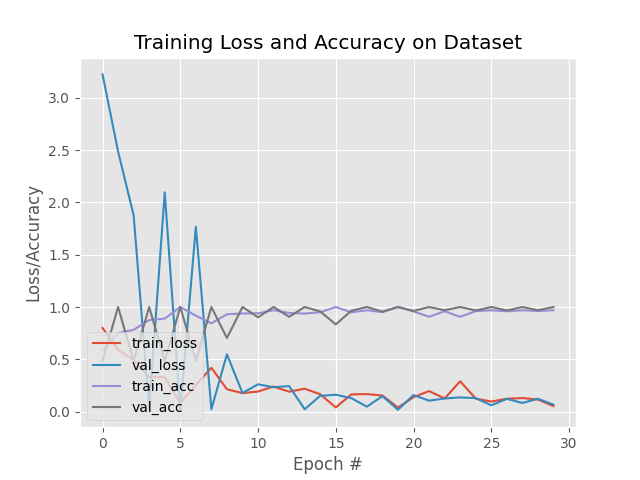 Training Loss and Accuracy on Dataset
Loss/Accuracy
3.0
2.5
2.0
1.5
1.0
0.5
0.0
train_loss
val_loss
train_acc
val_acc
0 5 10 15 20 25 30
Epoch #